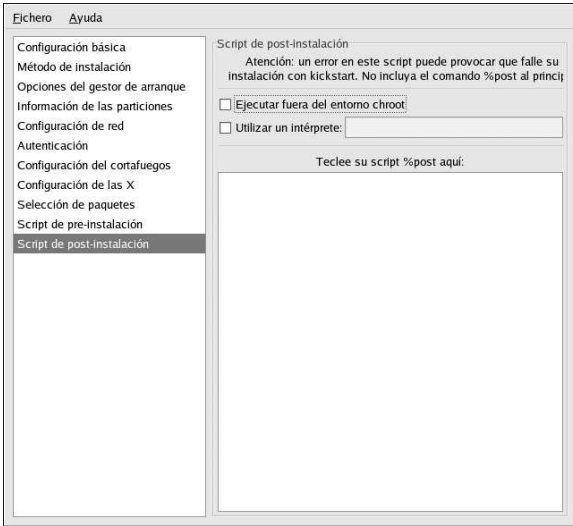 Fichero Ayuda
Configuración básica
Método de instalación
Opciones del gestor de arranque
Información de las particiones
Configuración de red
Autenticación
Configuración del cortafuegos
Configuración de las X
Selección de paquetes
Script de pre-instalación
Script de post-instalación
Script de post-instalación
Atención: un error en este script puede provocar que falle su
instalación con kickstart. No incluya el comando %post al princip
Ejecutar fuera del entorno chroot
Utilizar un intérprete:
Teclee su script %post aquí: